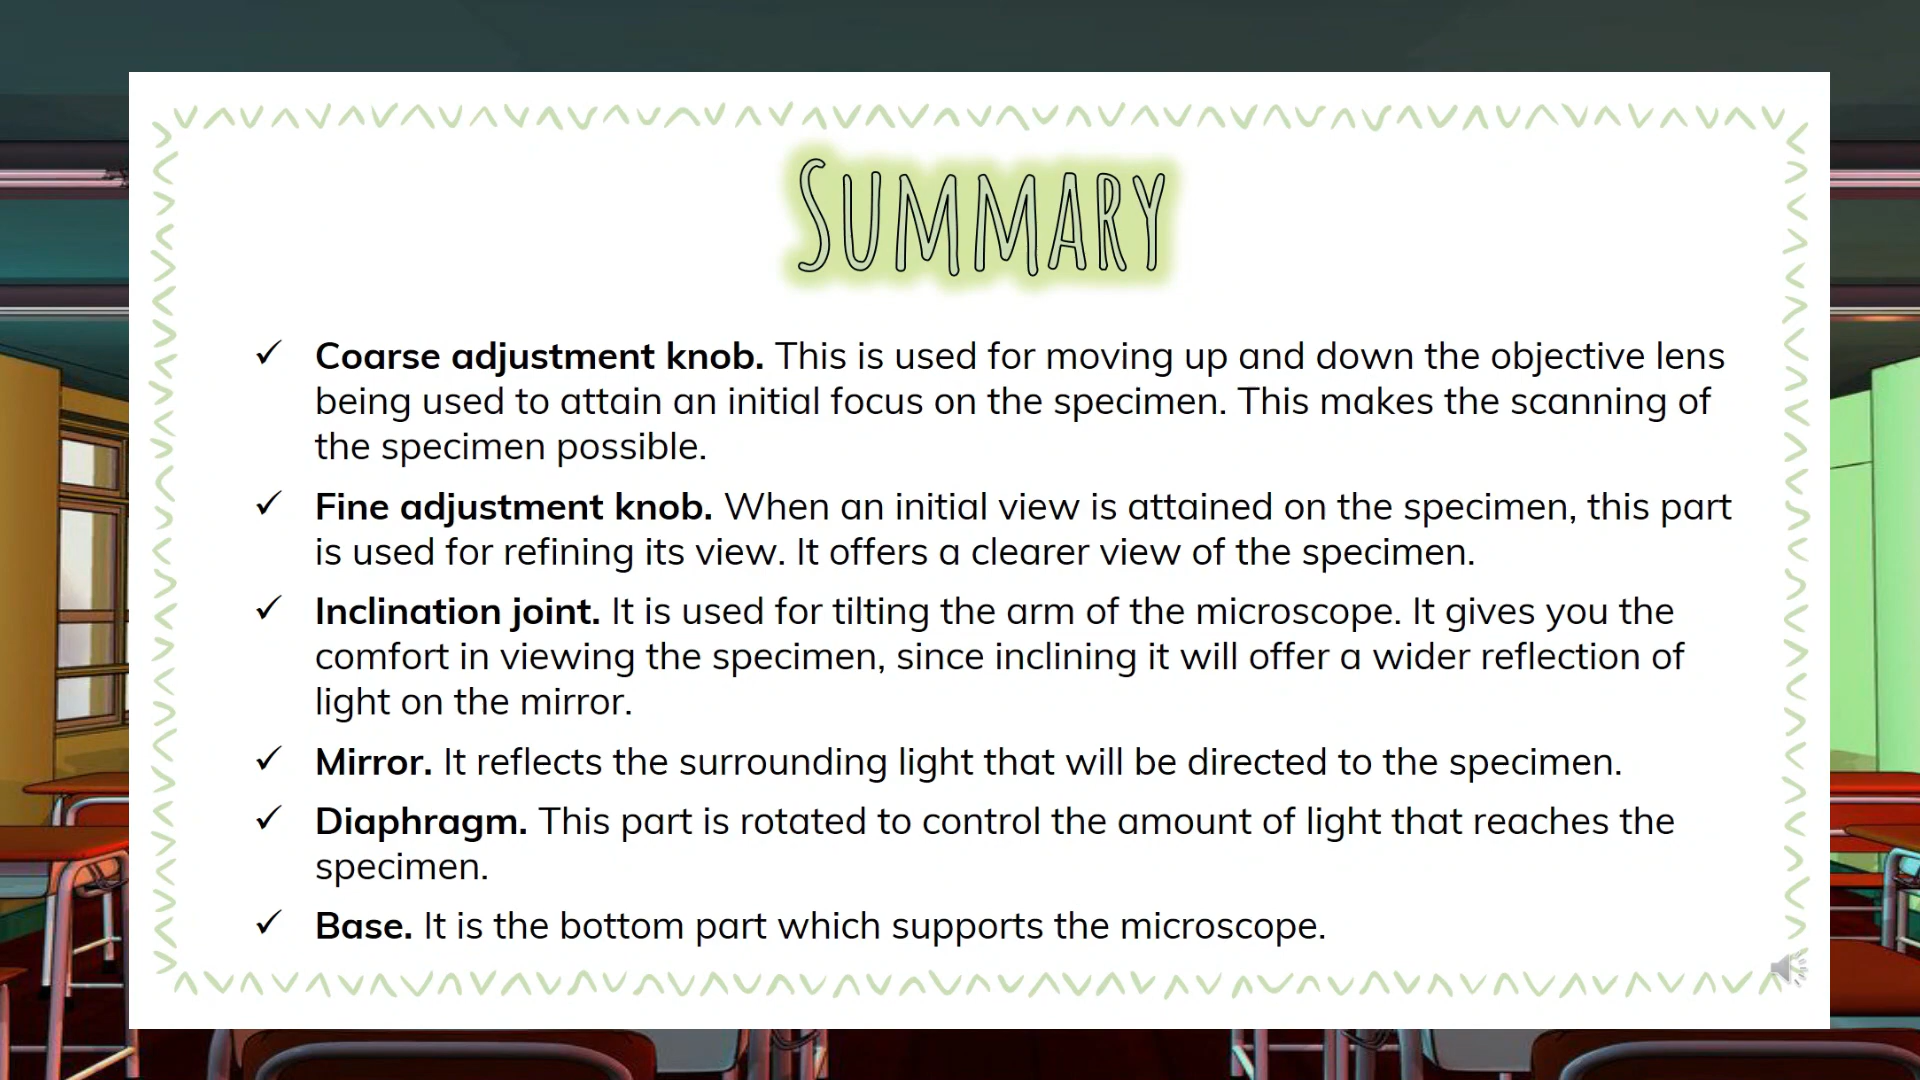 SUMMARY
✓ Coarse adjustment knob. This is used for moving up and down the objective lens
being used to attain an initial focus on the specimen. This makes the scanning of
the specimen possible.
✓ Fine adjustment knob. When an initial view is attained on the specimen, this part
is used for refining its view. It offers a clearer view of the specimen.
✓ Inclination joint. It is used for tilting the arm of the microscope. It gives you the
comfort in viewing the specimen, since inclining it will offer a wider reflection of
light on the mirror.
✓ Mirror. It reflects the surrounding light that will be directed to the specimen.
✓ Diaphragm. This part is rotated to control the amount of light that reaches the
specimen.
✓ Base. It is the bottom part which supports the microscope.